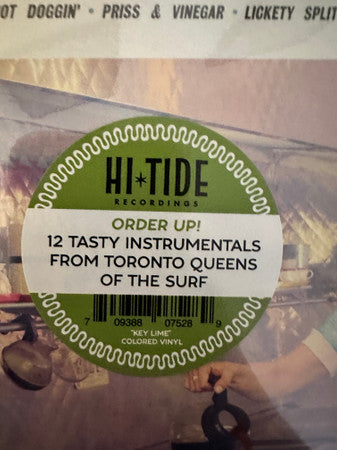 OT DOGGIN' • PRISS & VINEGAR • LICKETY SPLIT
HI★TIDE
RECORDINGS
ORDER UP!
12 TASTY INSTRUMENTALS
FROM TORONTO QUEENS
OF THE SURF
7 09388 07528 9
"KEY LIME"
COLORED VINYL